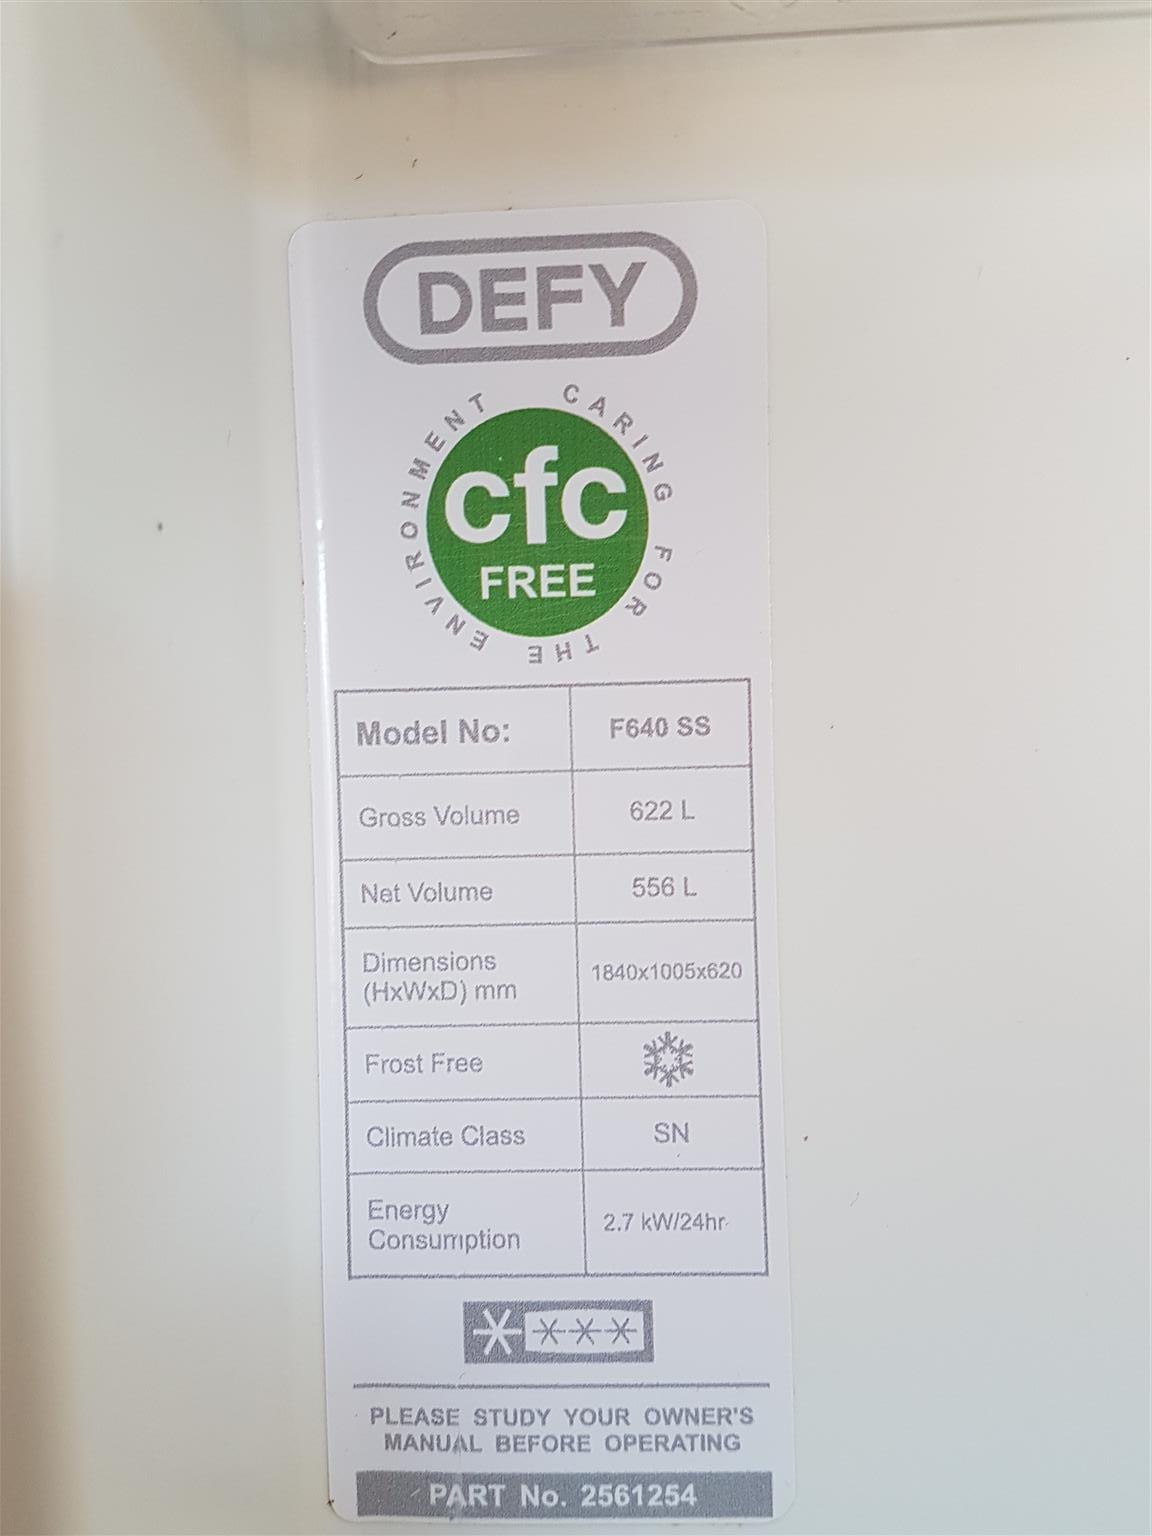 DEFY
CARING FOR THE ENVIRONMENT
cfc
FREE
Model No: F640 SS
Gross Volume 622 L
Net Volume 556 L
Dimensions
(HxWxD) mm 1840x1005x620
Frost Free
Climate Class SN
Energy
Consumption 2.7 kW/24hr
PLEASE STUDY YOUR OWNER'S
MANUAL BEFORE OPERATING
PART No. 2561254